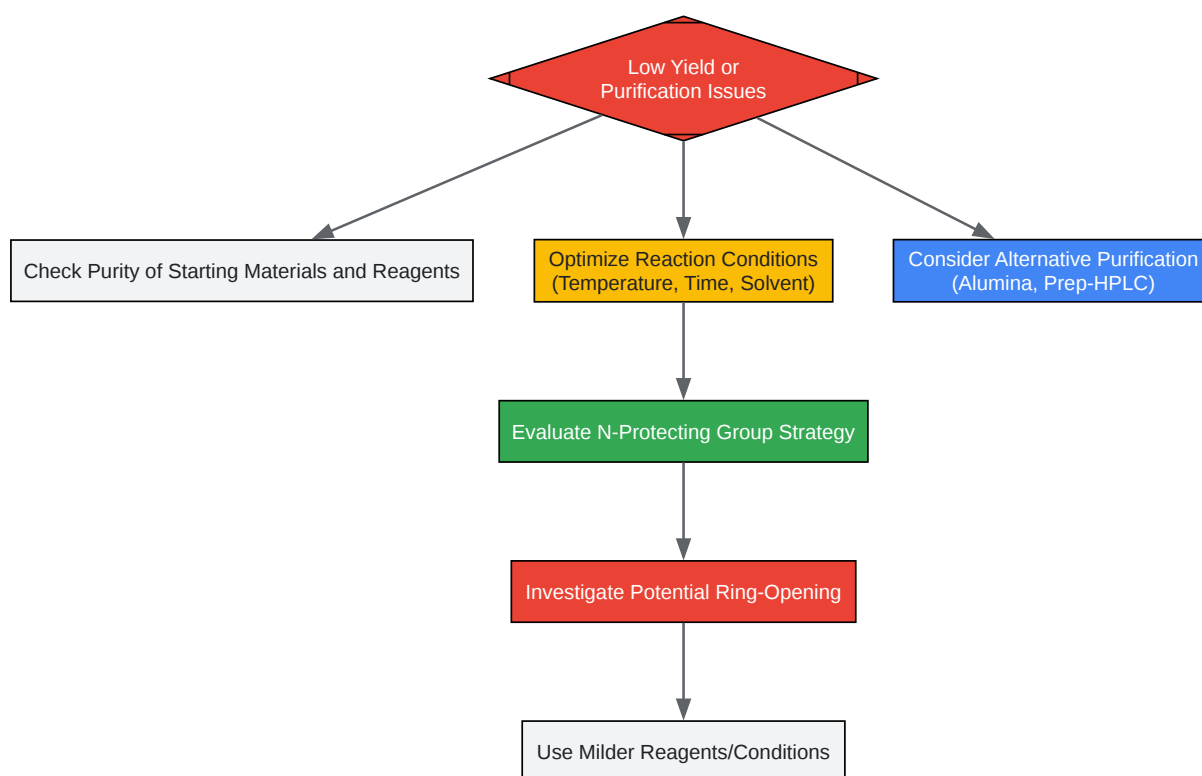 Low Yield or
Purification Issues
Check Purity of Starting Materials and Reagents
Optimize Reaction Conditions
(Temperature, Time, Solvent)
Consider Alternative Purification
(Alumina, Prep-HPLC)
Evaluate N-Protecting Group Strategy
Investigate Potential Ring-Opening
Use Milder Reagents/Conditions